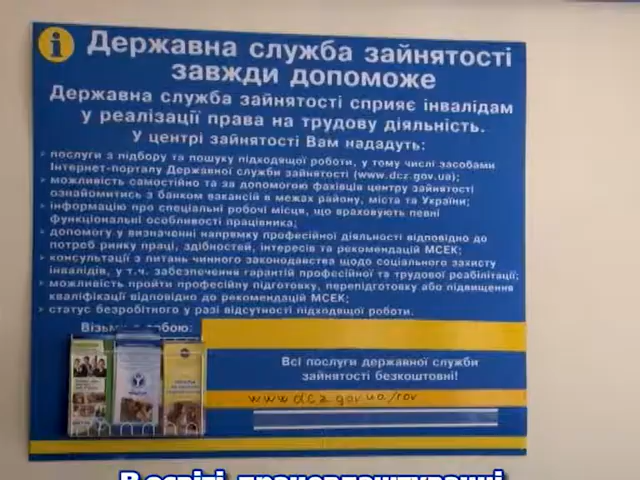 Державна служба зайнятості
завжди допоможе
Державна служба зайнятості сприяє інвалідам
у реалізації права на трудову діяльність.
У центрі зайнятості Вам нададуть:
послуги з підбору та пошуку підходящої роботи, у тому числі засобами
Інтернет-порталу Державної служби зайнятості (www.dcz.gov.ua);
можливість самостійно та за допомогою фахівців центру зайнятості
ознайомитись з банком вакансій в межах району, міста та України;
інформацію про спеціальні робочі місця, що враховують певні
функціональні особливості працівника;
допомогу у визначенні напрямку професійної діяльності відповідно до
потреб ринку праці, здібностей, інтересів та рекомендацій МСЕК;
консультації з питань чинного законодавства щодо соціального захисту
інвалідів, у т.ч. забезпечення гарантій професійної та трудової реабілітації;
можливість пройти професійну підготовку, перепідготовку або підвищення
кваліфікації відповідно до рекомендацій МСЕК;
статус безробітного у разі відсутності підходящої роботи.
Всі послуги державної служби
зайнятості безкоштовні!
www.dcz.gov.ua/rov
В освіті, працевлаштуванні